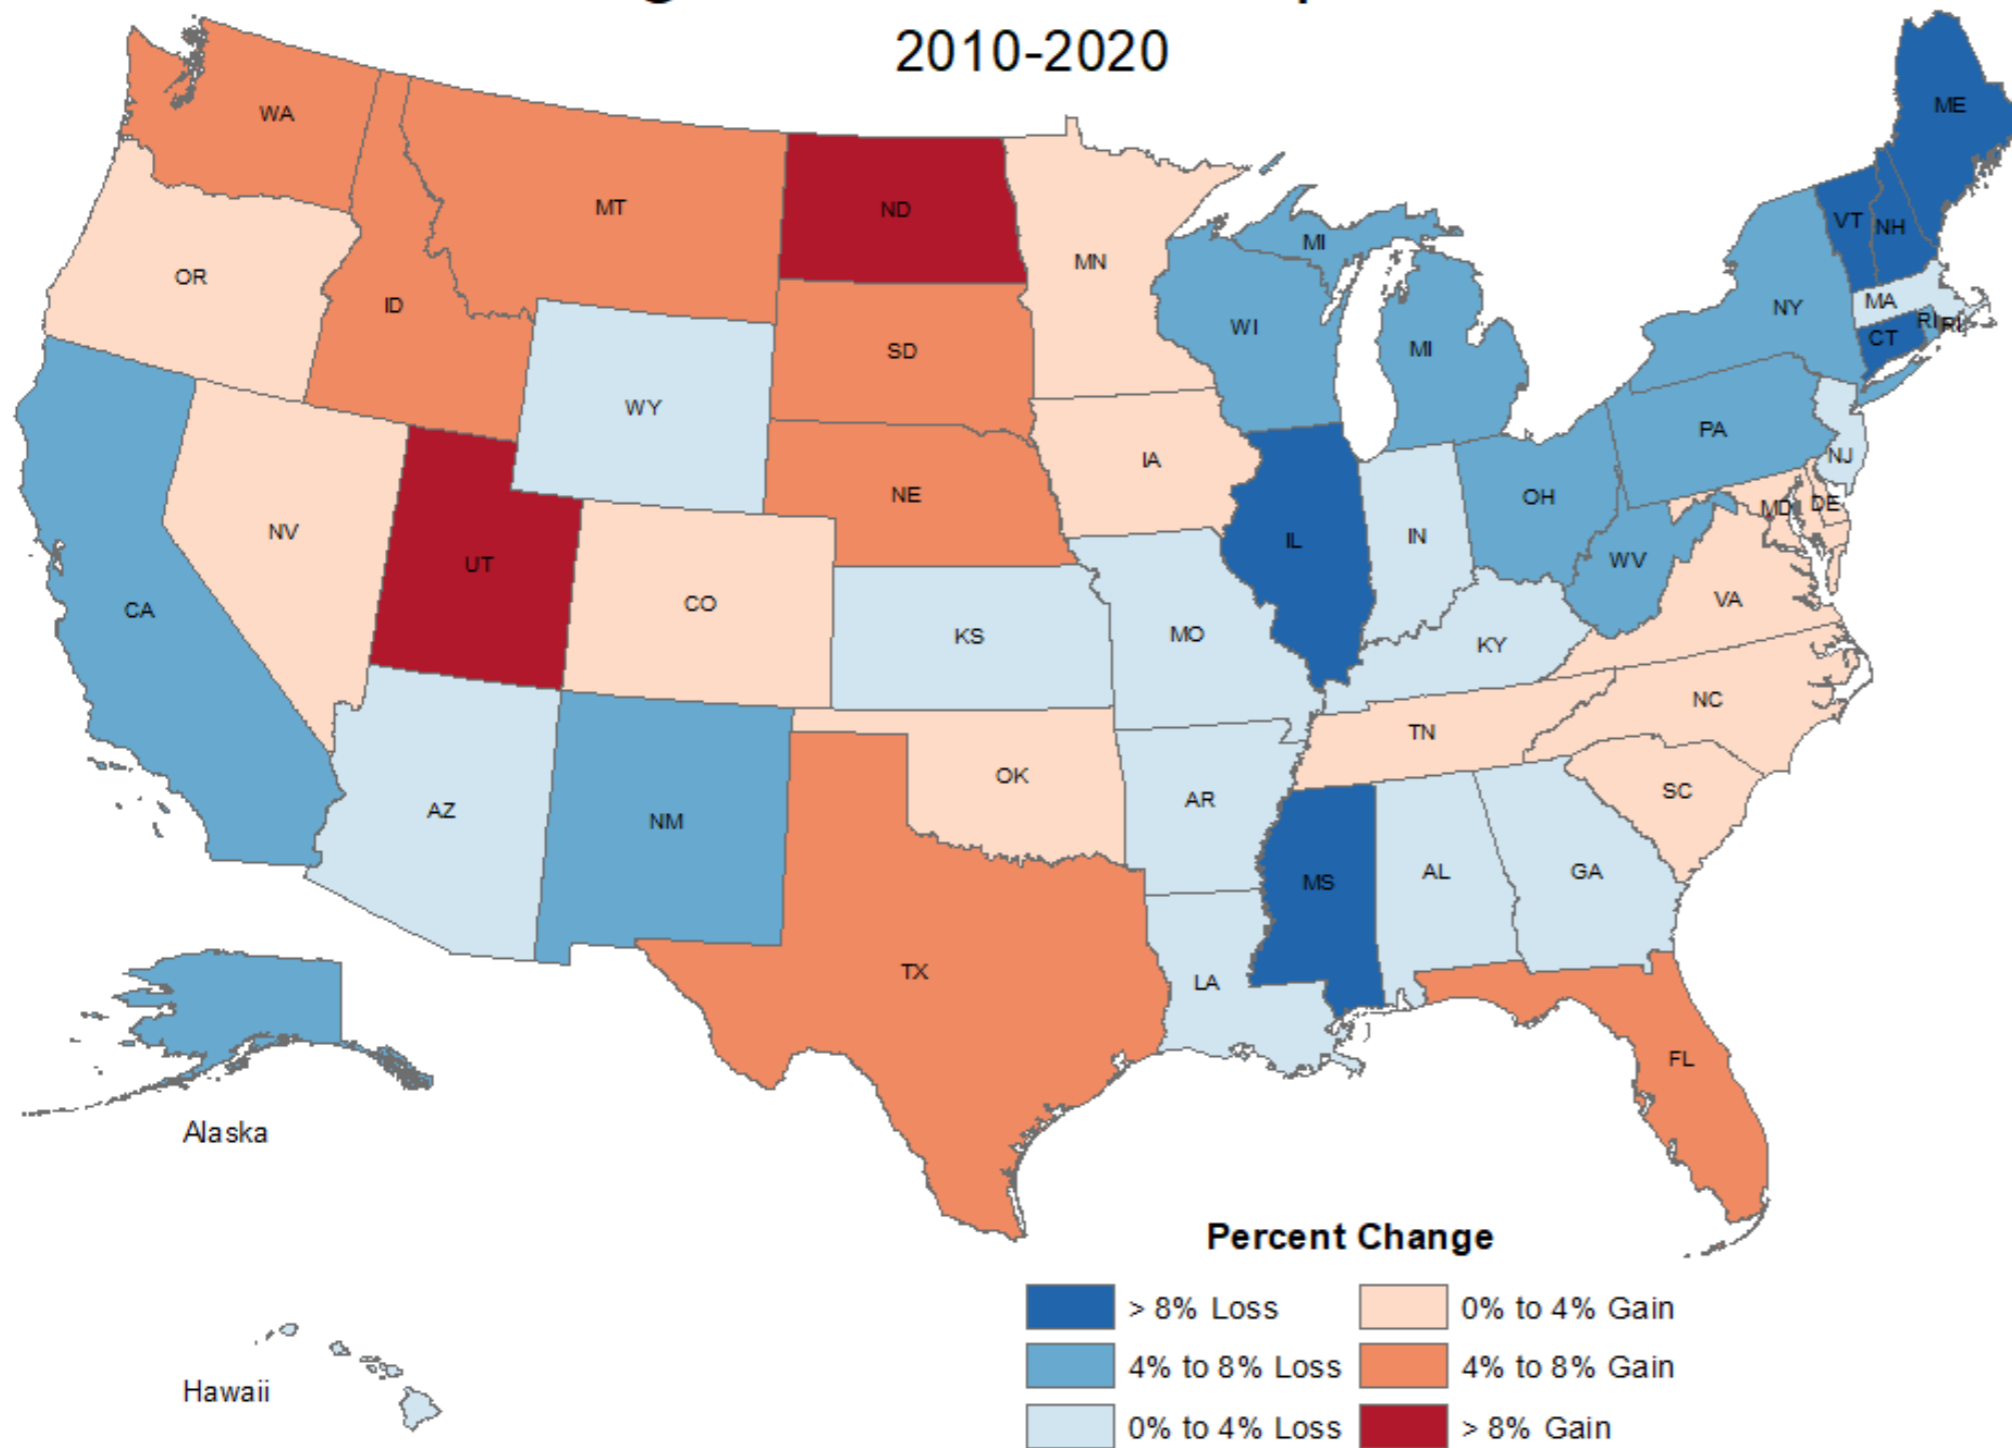 2010-2020
WA
ME
MT
ND
VT
NH
OR
MN
MI
ID
NY
MA
RI
RI
WI
CT
SD
MI
WY
PA
IA
NJ
NE
OH
MD
DE
NV
IN
IL
UT
WV
CO
VA
CA
KS
MO
KY
NC
TN
OK
SC
AR
AZ
NM
GA
AL
MS
TX
LA
FL
Alaska
Percent Change
> 8% Loss
0% to 4% Gain
4% to 8% Loss
4% to 8% Gain
Hawaii
0% to 4% Loss
> 8% Gain